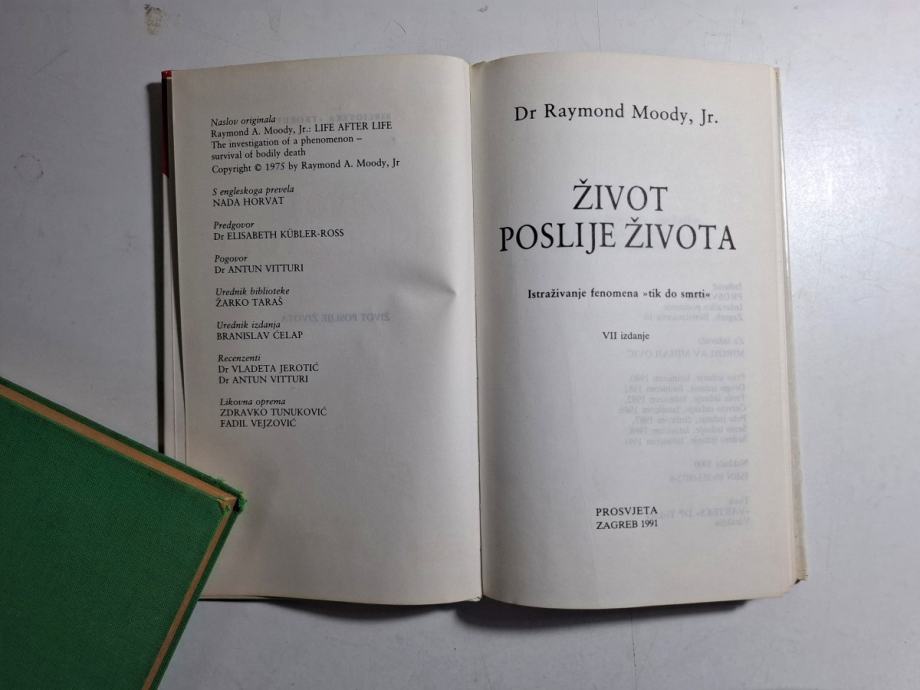 Naslov originala
Raymond A. Moody, Jr.: LIFE AFTER LIFE
The investigation of a phenomenon –
survival of bodily death
Copyright © 1975 by Raymond A. Moody, Jr
S engleskoga prevela
NADA HORVAT
Predgovor
Dr ELISABETH KÜBLER-ROSS
Pogovor
Dr ANTUN VITTURI
Urednik biblioteke
ŽARKO TARAŠ
Urednik izdanja
BRANISLAV ĆELAP
Recenzenti
Dr VLADETA JEROTIĆ
Dr ANTUN VITTURI
Likovna oprema
ZDRAVKO TUNUKOVIĆ
FADIL VEJZOVIĆ
Dr Raymond Moody, Jr.
ŽIVOT
POSLIJE ŽIVOTA
Istraživanje fenomena »tik do smrti«
VII izdanje
PROSVJETA
ZAGREB 1991